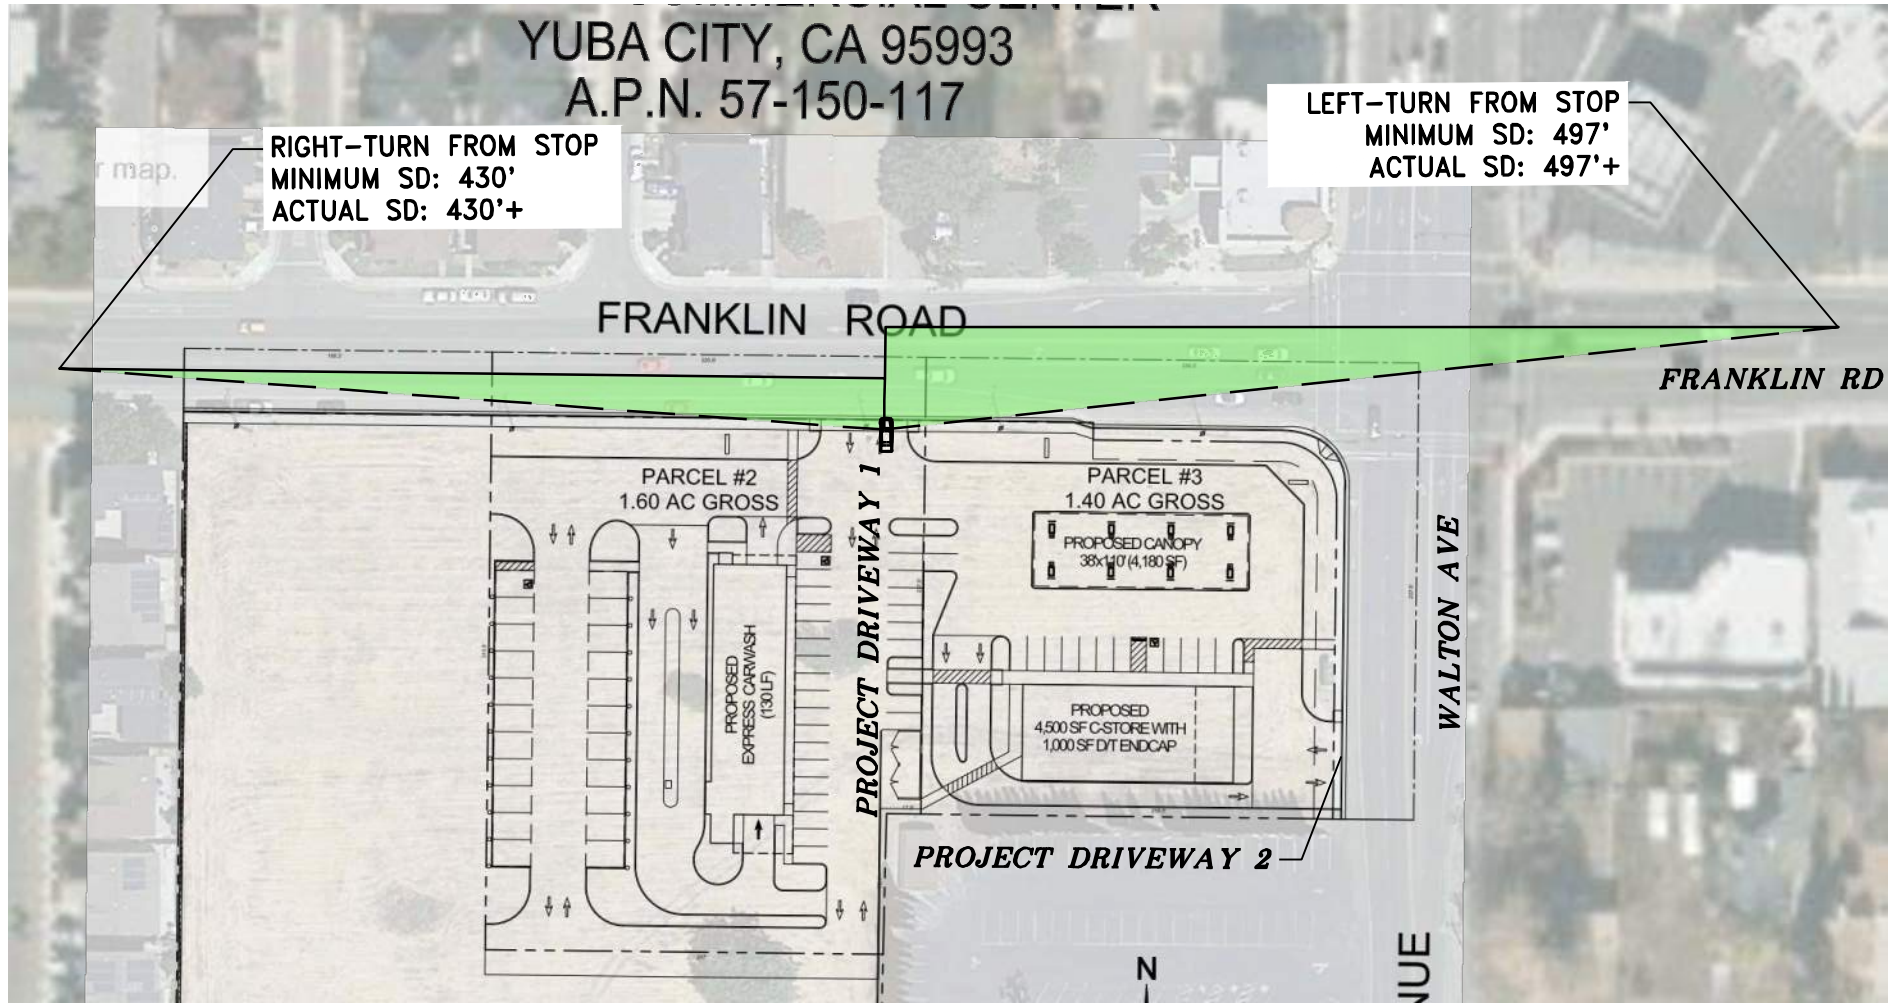 COMMERCIAL CENTER
YUBA CITY, CA 95993
A.P.N. 57-150-117
RIGHT-TURN FROM STOP
MINIMUM SD: 430'
ACTUAL SD: 430'+
LEFT-TURN FROM STOP
MINIMUM SD: 497'
ACTUAL SD: 497'+
r map.
FRANKLIN ROAD
FRANKLIN RD
PARCEL #2
1.60 AC GROSS
PARCEL #3
1.40 AC GROSS
PROPOSED CANOPY
38'x110' (4,180 SF)
PROJECT DRIVEWAY 1
WALTON AVE
PROPOSED
EXPRESS CARWASH
(130 LF)
PROPOSED
4,500 SF C-STORE WITH
1,000 SF D/T ENDCAP
PROJECT DRIVEWAY 2
N
NUE